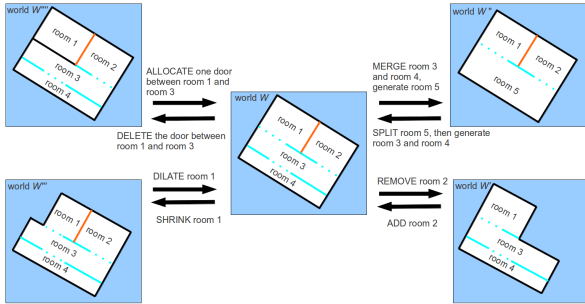 world W''''
room 1
room 2
room 3
room 4
ALLOCATE one door
between room 1 and
room 3
DELETE the door between
room 1 and room 3
world W
room 1
room 2
room 3
room 4
MERGE room 3
and room 4,
generate room 5
SPLIT room 5, then generate
room 3 and room 4
world W''
room 1
room 2
room 5
world W'''
room 1
room 2
room 3
room 4
DILATE room 1
SHRINK room 1
REMOVE room 2
ADD room 2
world W'
room 1
room 3
room 4